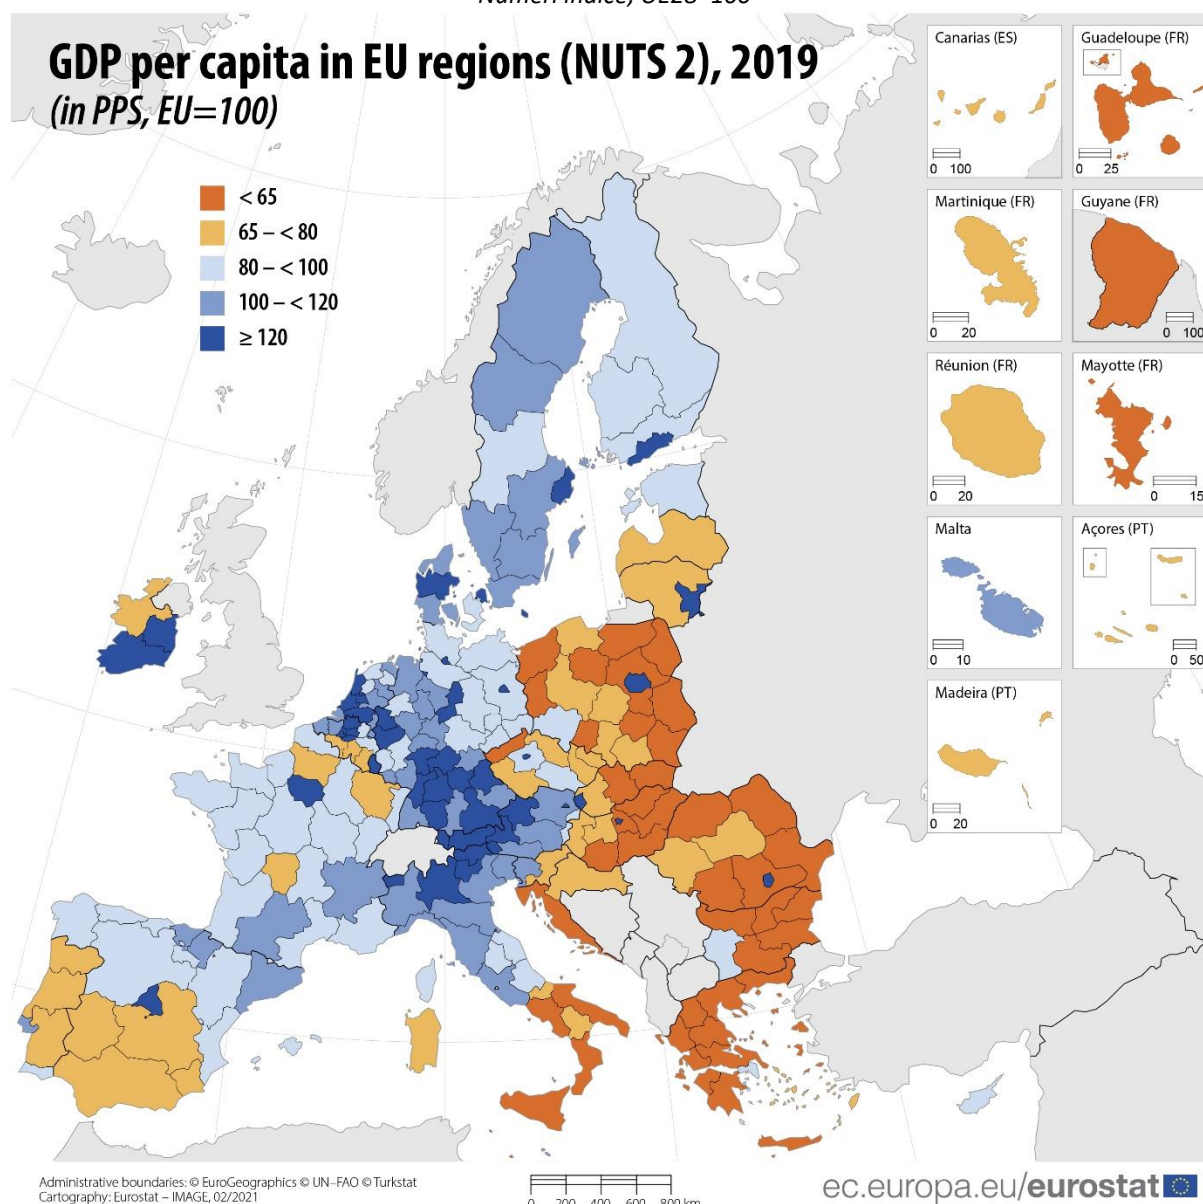 Numeri indice, UE28=100
GDP per capita in EU regions (NUTS 2), 2019
(in PPS, EU=100)
< 65
65 – < 80
80 – < 100
100 – < 120
≥ 120
Canarias (ES)
0 100
Guadeloupe (FR)
0 25
Martinique (FR)
0 20
Guyane (FR)
0 100
Réunion (FR)
0 20
Mayotte (FR)
0 15
Malta
0 10
Açores (PT)
0 50
Madeira (PT)
0 20
Administrative boundaries: © EuroGeographics © UN–FAO © Turkstat
Cartography: Eurostat – IMAGE, 02/2021
0 200 400 600 800 km
ec.europa.eu/eurostat